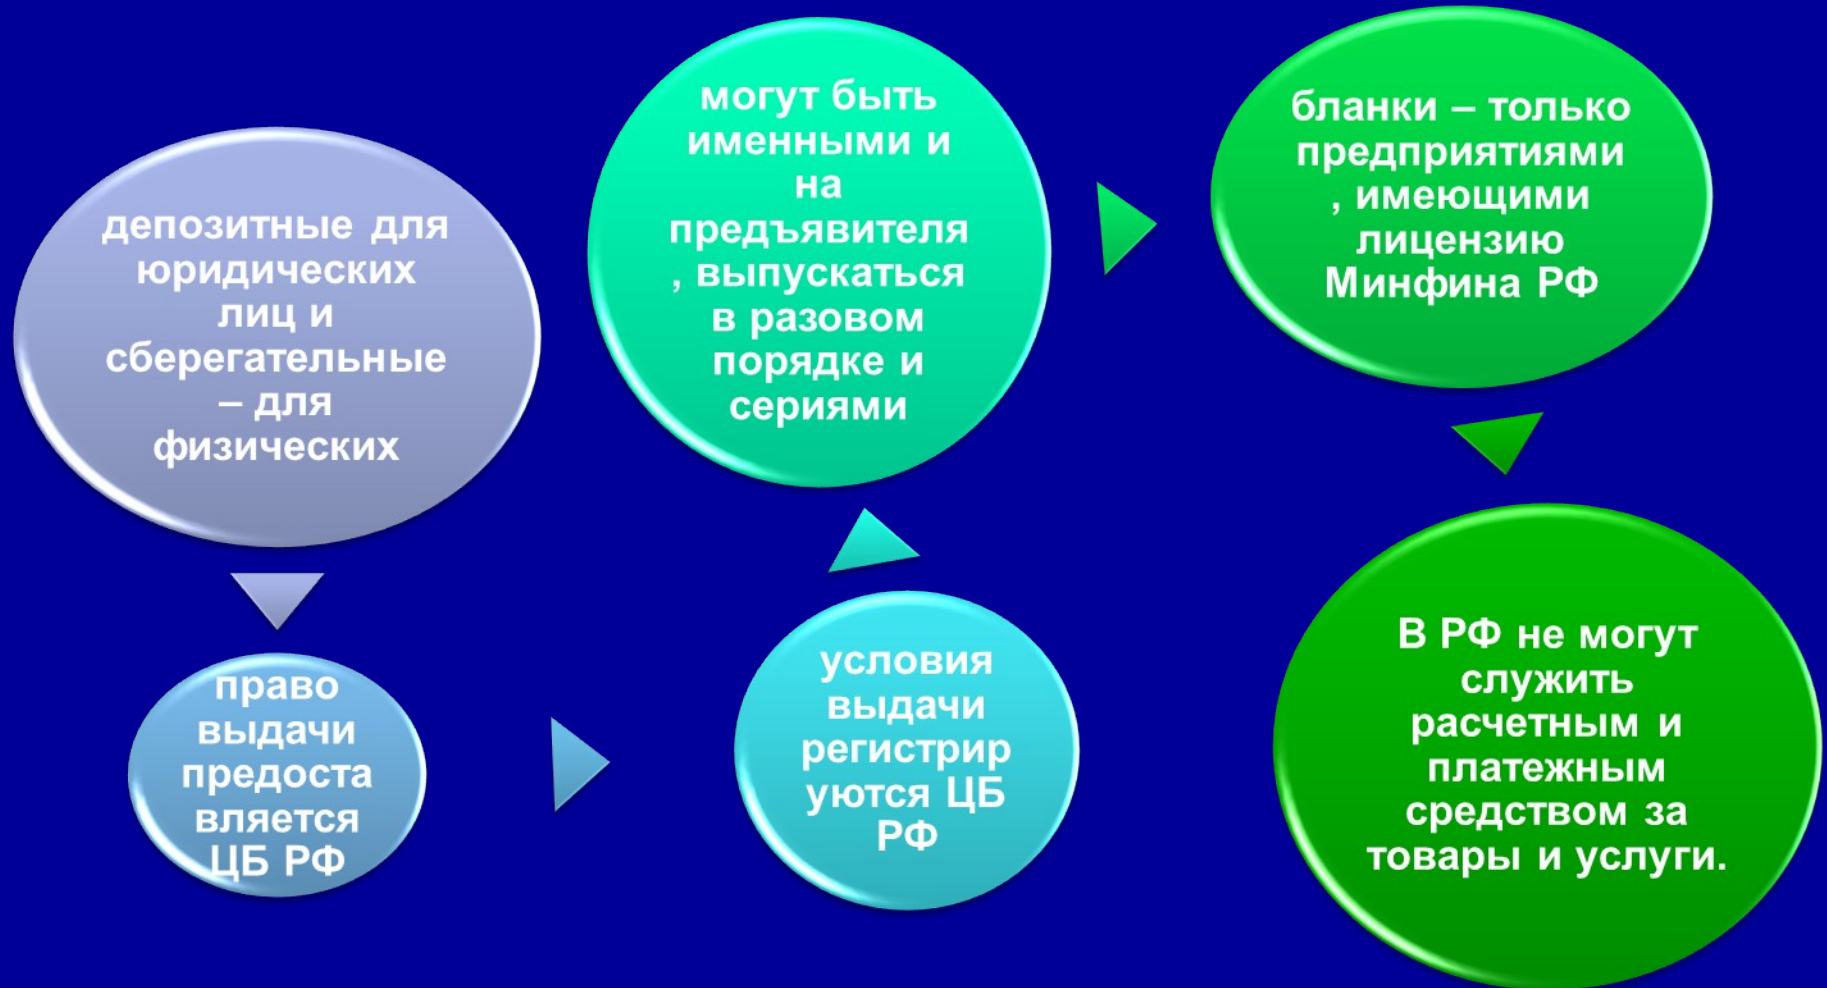 депозитные для
юридических
лиц и
сберегательные
– для
физических
право
выдачи
предоста
вляется
ЦБ РФ
условия
выдачи
регистрир
уются ЦБ
РФ
могут быть
именными и
на
предъявителя
, выпускаться
в разовом
порядке и
сериями
бланки – только
предприятиями
, имеющими
лицензию
Минфина РФ
В РФ не могут
служить
расчетным и
платежным
средством за
товары и услуги.